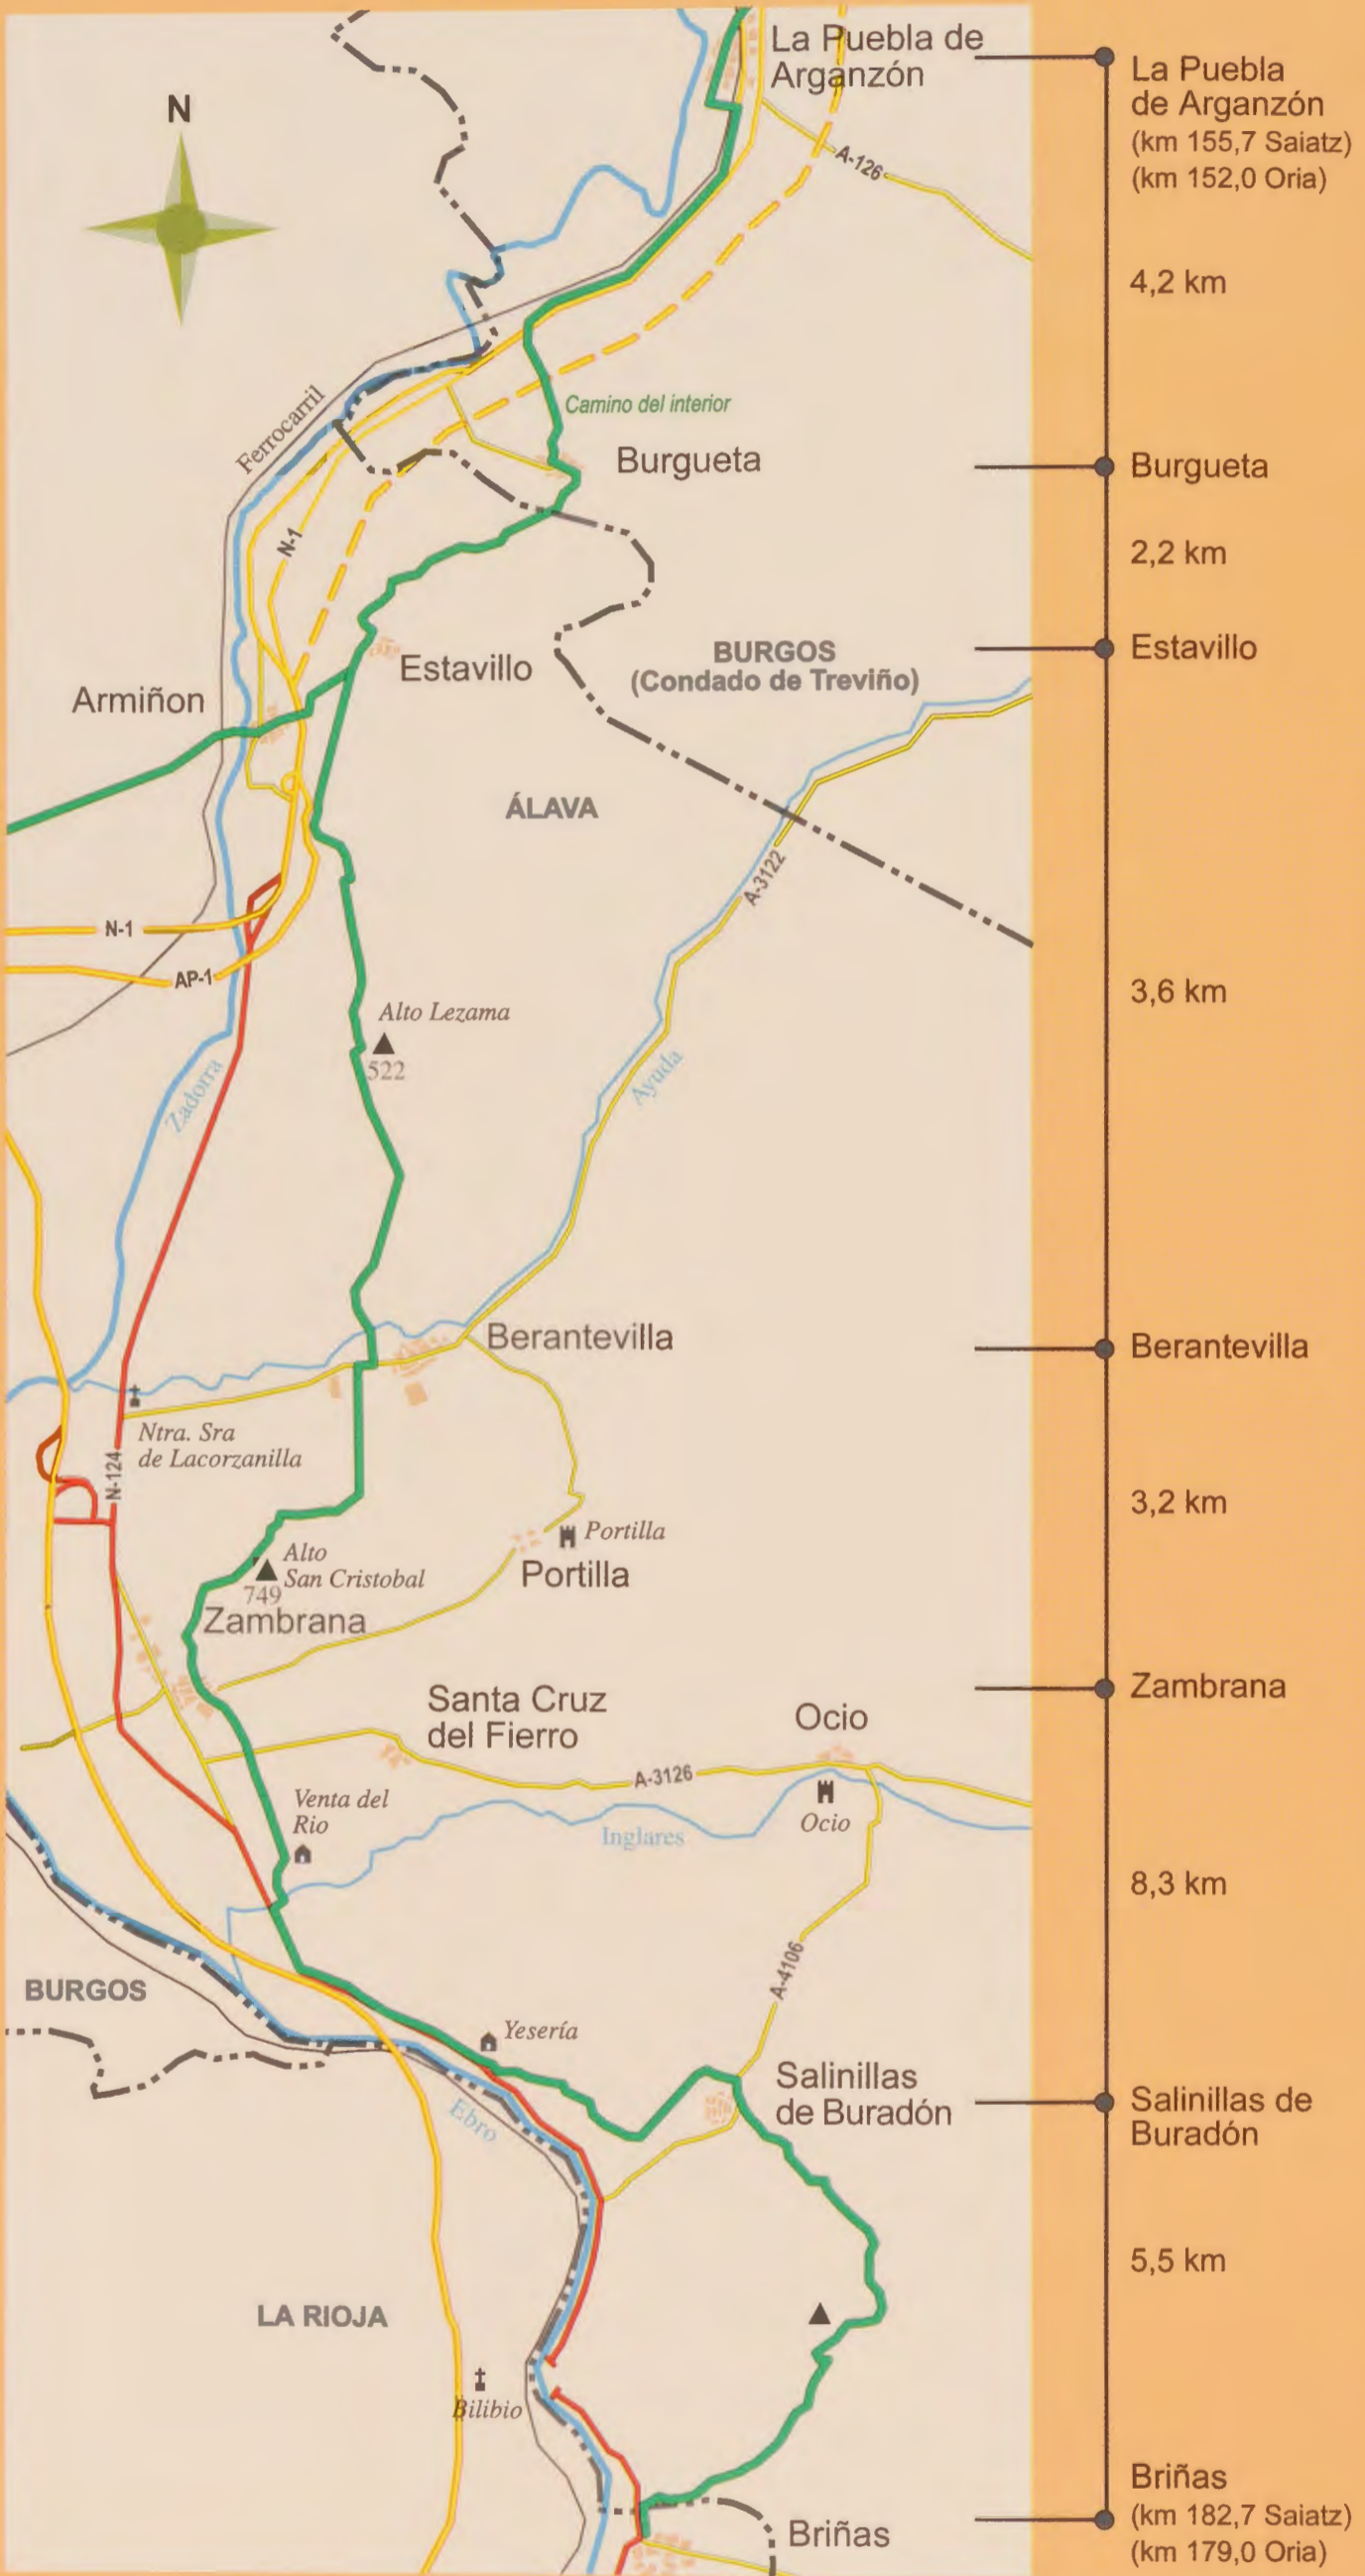 N
La Puebla de
Arganzón
A-126
Ferrocarril
Camino del interior
Burgueta
N-1
Estavillo
BURGOS
(Condado de Treviño)
Armiñon
ÁLAVA
A-3122
N-1
AP-1
Alto Lezama
522
Zadorra
Ayuda
Berantevilla
Ntra. Sra
de Lacorzanilla
N-124
Portilla
Portilla
Alto
San Cristobal
749
Zambrana
Santa Cruz
del Fierro
Ocio
A-3126
Venta del
Rio
Ocio
Inglares
A-4106
BURGOS
Yesería
Ebro
Salinillas
de Buradón
LA RIOJA
Bilibio
Briñas
La Puebla
de Arganzón
(km 155,7 Saiatz)
(km 152,0 Oria)
4,2 km
Burgueta
2,2 km
Estavillo
3,6 km
Berantevilla
3,2 km
Zambrana
8,3 km
Salinillas de
Buradón
5,5 km
Briñas
(km 182,7 Saiatz)
(km 179,0 Oria)